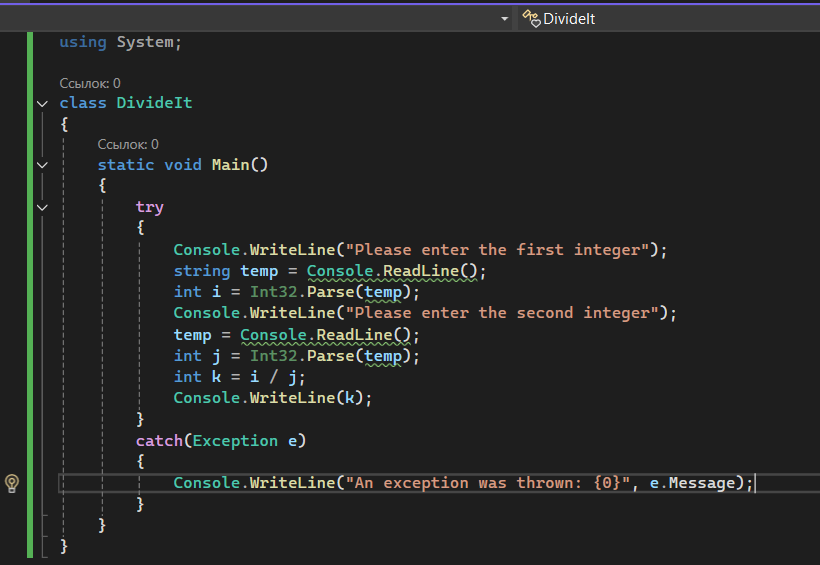 DivideIt
using System;
Ссылок: 0
class DivideIt
{
Ссылок: 0
static void Main()
{
try
{
Console.WriteLine("Please enter the first integer");
string temp = Console.ReadLine();
int i = Int32.Parse(temp);
Console.WriteLine("Please enter the second integer");
temp = Console.ReadLine();
int j = Int32.Parse(temp);
int k = i / j;
Console.WriteLine(k);
}
catch(Exception e)
{
Console.WriteLine("An exception was thrown: {0}", e.Message);
}
}
}